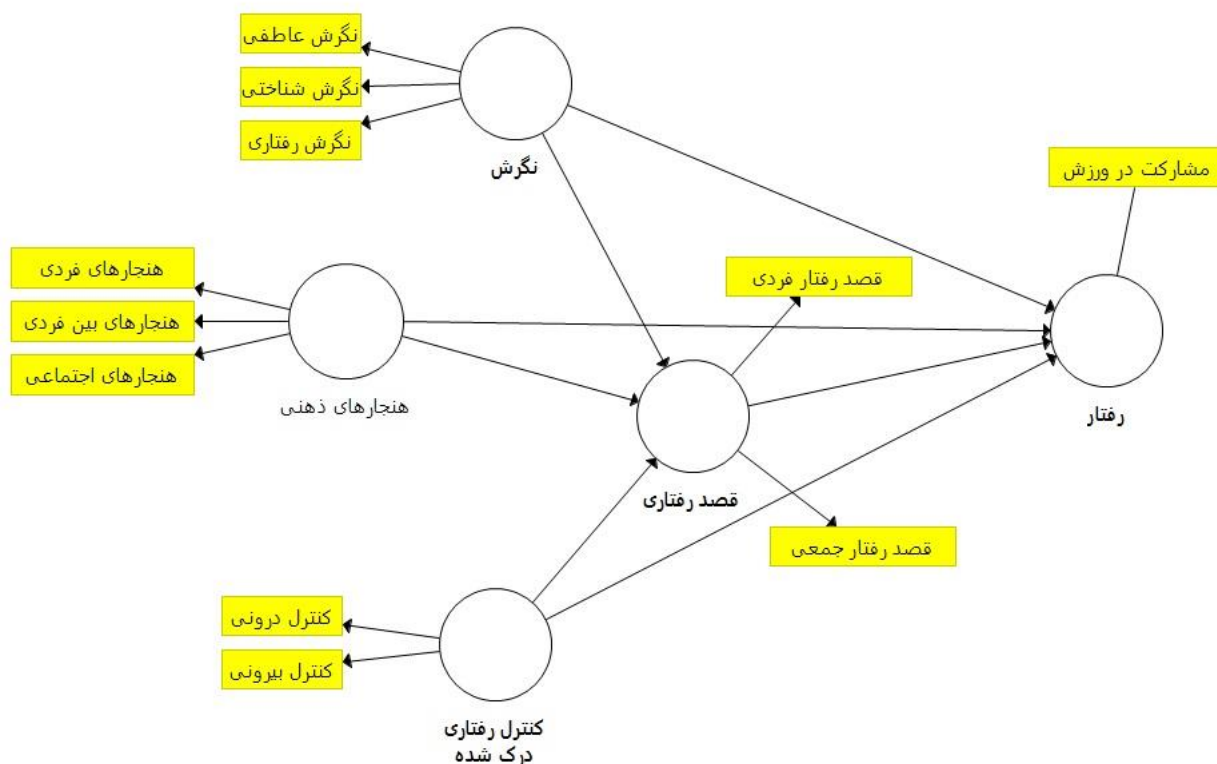 نگرش عاطفی
نگرش شناختی
نگرش رفتاری
نگرش
مشارکت در ورزش
هنجارهای فردی
هنجارهای بین فردی
هنجارهای اجتماعی
هنجارهای ذهنی
قصد رفتار فردی
رفتار
قصد رفتاری
قصد رفتار جمعی
کنترل درونی
کنترل بیرونی
کنترل رفتاری
درک شده